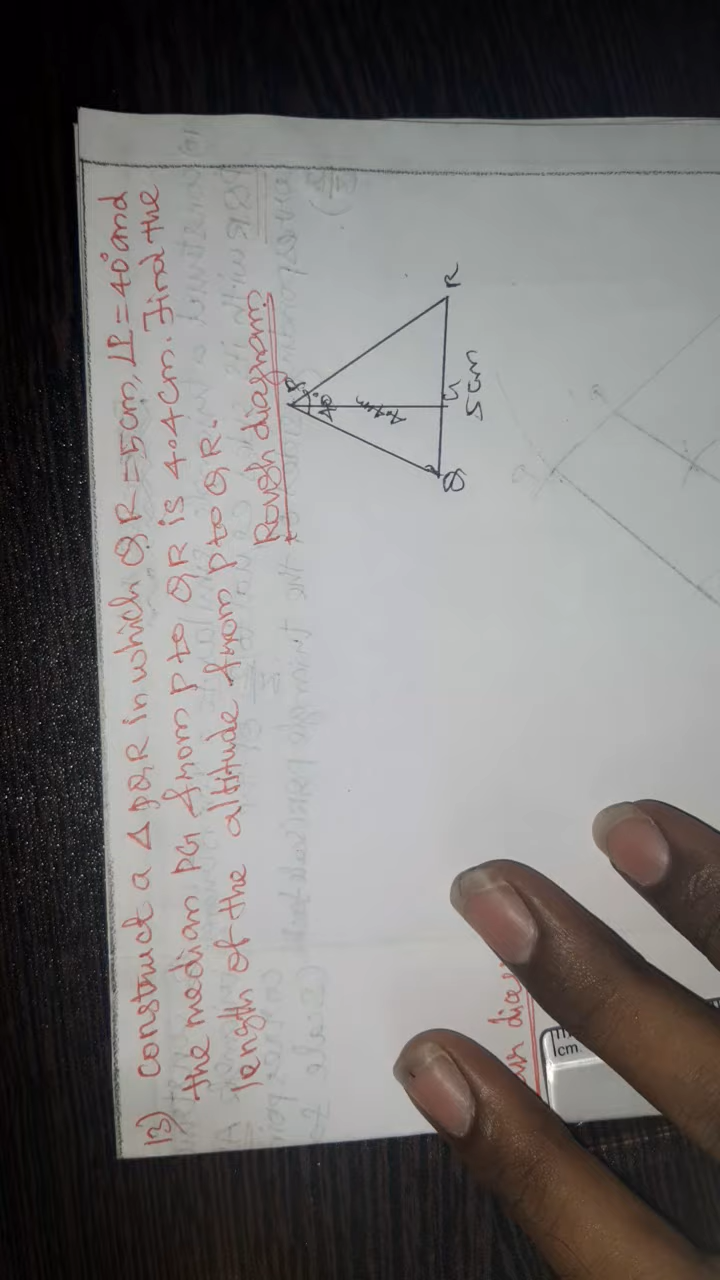 13) Construct a Δ PQR in which QR = 5cm, ∠P = 40° and
the median PG from P to QR is 4.4cm. Find the
length of the altitude from P to QR.
Rough diagram
P
40°
4.4cm
Q
G
R
5cm
cm